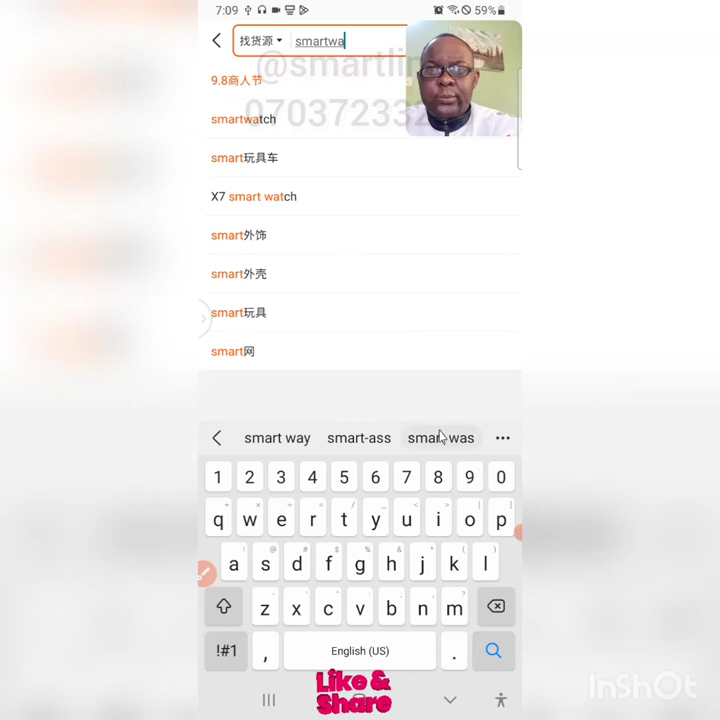 7:09
59%
找货源 smartwa
@smartlin
070372332
9.8商人节
smartwatch
smart玩具车
X7 smart watch
smart外饰
smart外壳
smart玩具
smart网
smart way smart-ass smart was
1 2 3 4 5 6 7 8 9 0
q w e r t y u i o p
a s d f g h j k l
z x c v b n m
!#1 , English (US) .
Like &
Share
InShOt